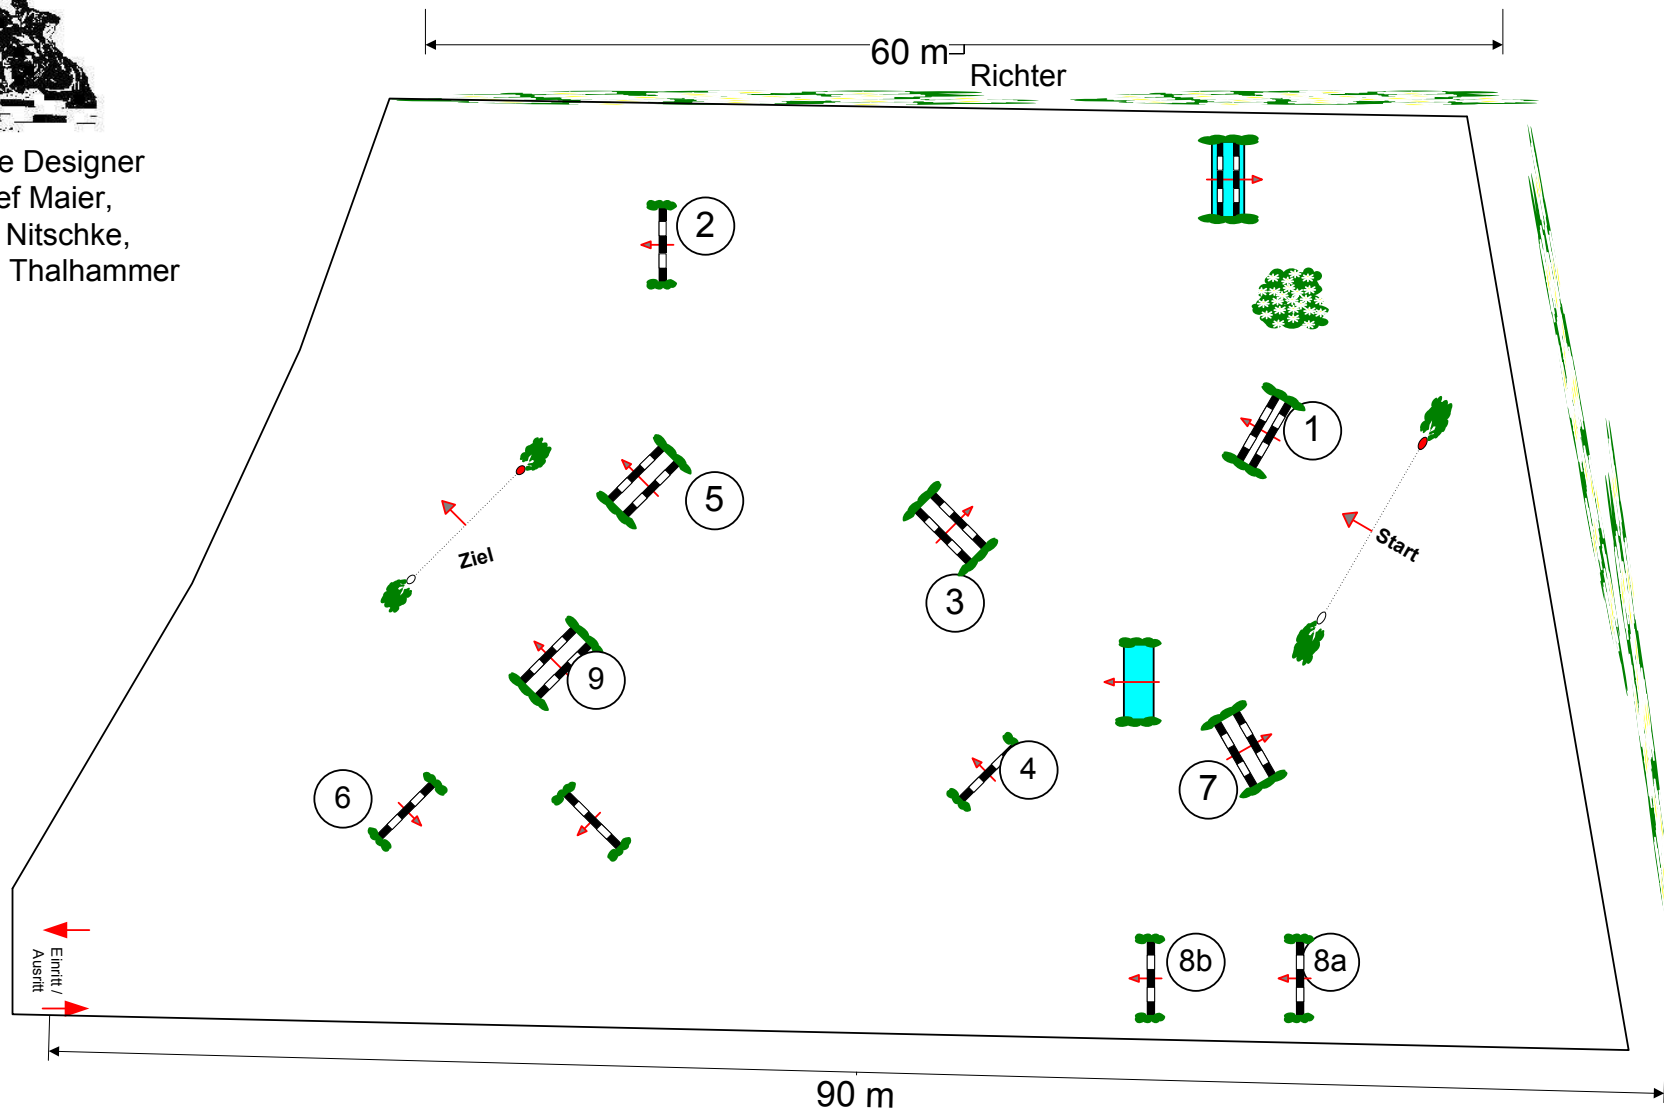 60 m
Richter
e Designer
ef Maier,
Nitschke,
Thalhammer
2
1
5
3
Ziel
Start
9
4
6
7
8b
8a
Einritt /
Ausritt
90 m